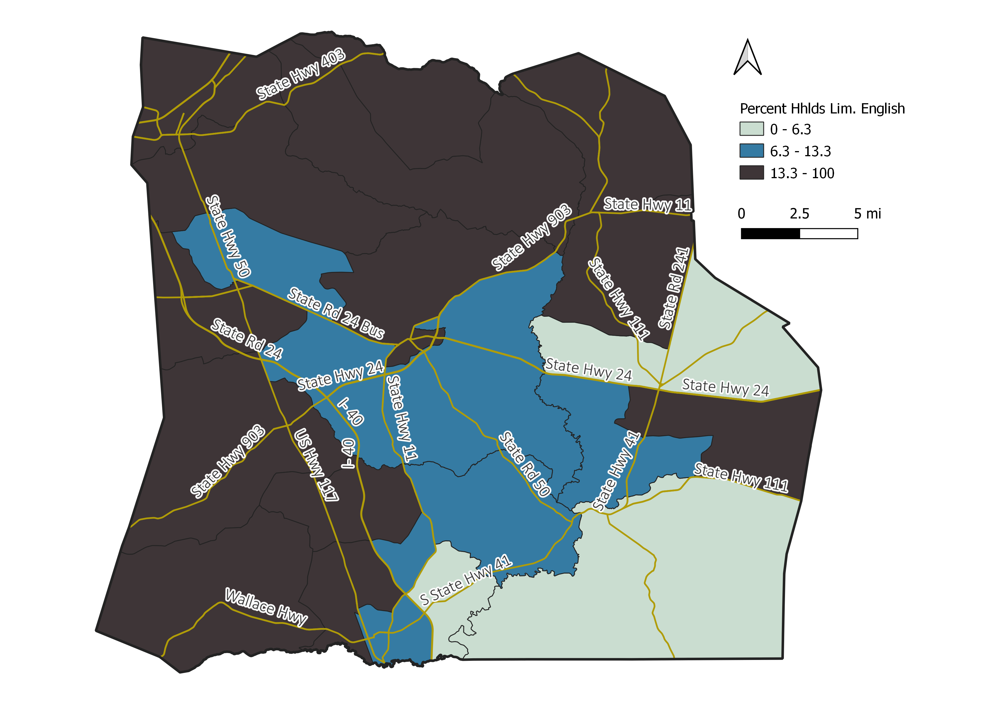 State Hwy 403
Percent Hhlds Lim. English
0 - 6.3
6.3 - 13.3
13.3 - 100
0 2.5 5 mi
State Hwy 11
State Hwy 903
State Hwy 50
State Rd 241
State Hwy 111
State Rd 24 Bus
State Rd 24
State Hwy 24
State Hwy 24
State Hwy 24
I- 40
State Hwy 11
State Hwy 903
US Hwy 117
I- 40
State Rd 50
State Hwy 41
State Hwy 111
S State Hwy 41
Wallace Hwy